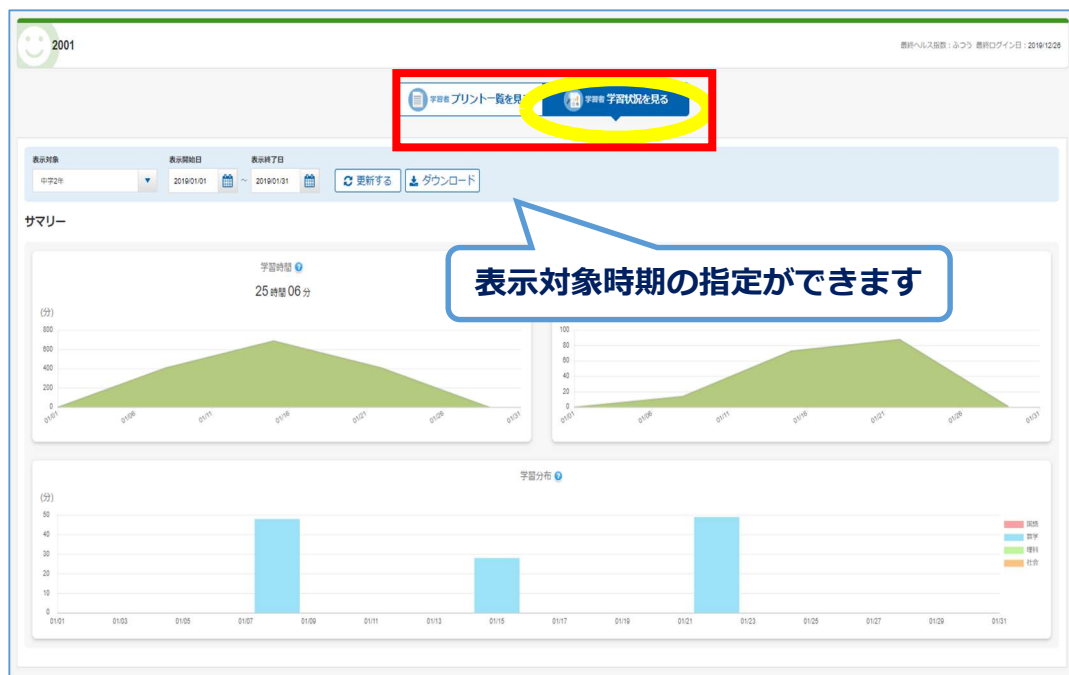 2001
最終ヘルス指数：ふつう 最終ログイン日：2019/12/26
学習者 プリント一覧を見
学習者 学習状況を見る
表示対象 表示開始日 表示終了日
中学2年 2019/01/01 ～ 2019/01/31 更新する ダウンロード
サマリー
表示対象時期の指定ができます
学習時間
25 時間 06 分
(分)
800
600
400
200
0
01/01 01/06 01/11 01/16 01/21 01/26 01/31
100
80
60
40
20
0
01/01 01/06 01/11 01/16 01/21 01/26 01/31
学習分布
(分)
50
40
30
20
10
0
01/01 01/03 01/05 01/07 01/09 01/11 01/13 01/15 01/17 01/19 01/21 01/23 01/25 01/27 01/29 01/31
国語
数学
理科
社会